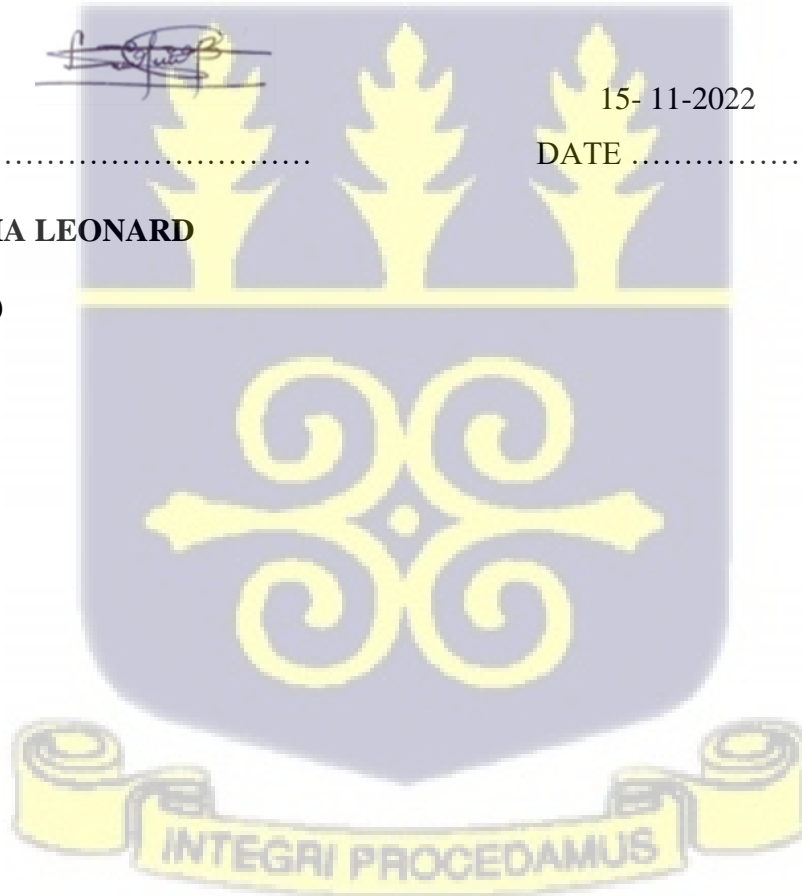 15- 11-2022
………………………… DATE ……………
IA LEONARD
)
INTEGRI PROCEDAMUS